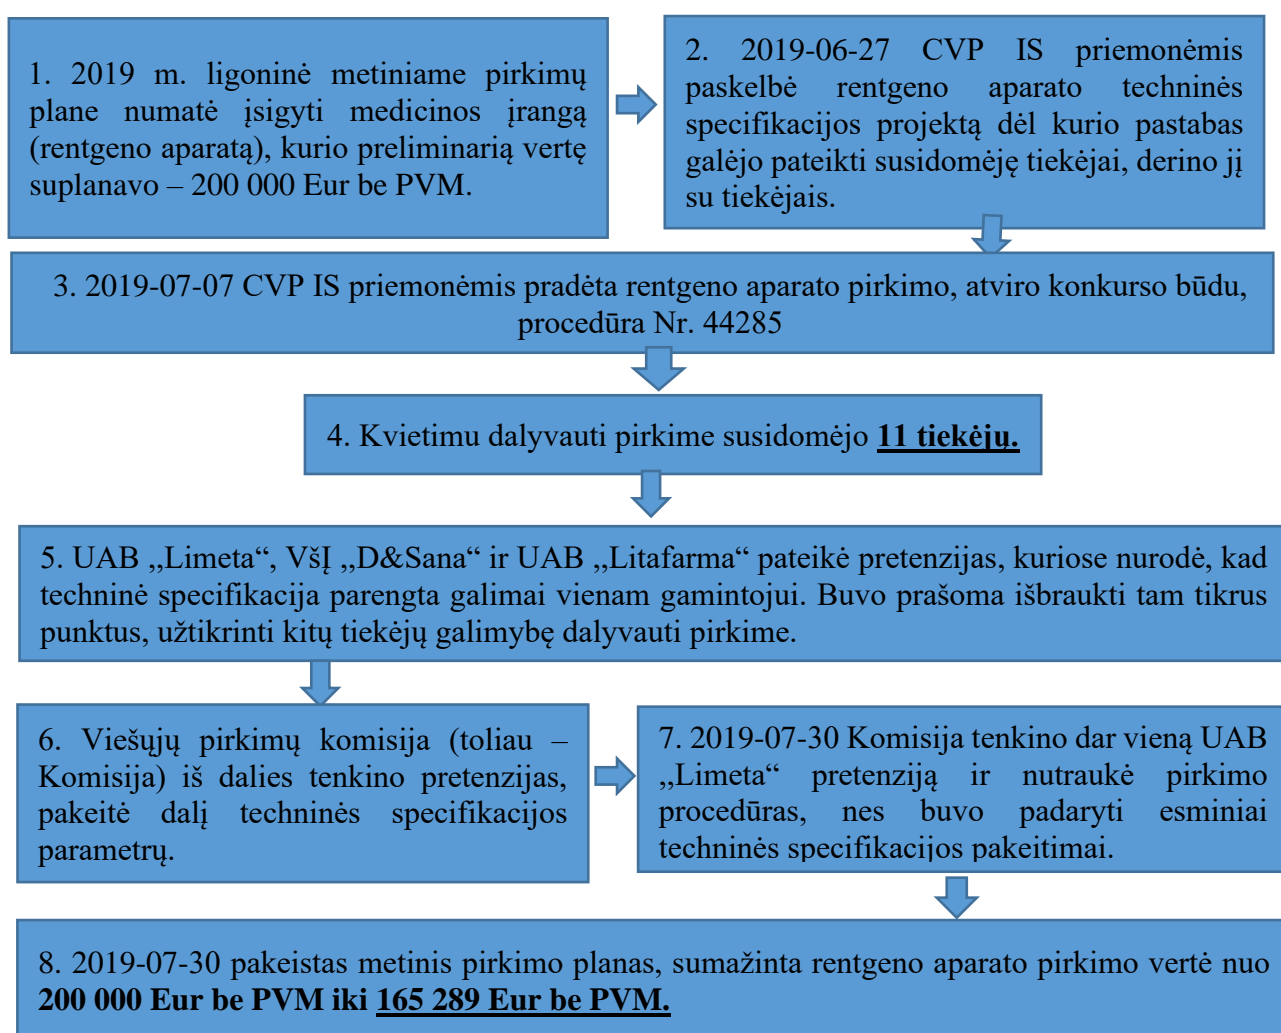 1. 2019 m. ligoninė metiniame pirkimų
plane numatė įsigyti medicinos įrangą
(rentgeno aparatą), kurio preliminarią vertę
suplanavo – 200 000 Eur be PVM.
2. 2019-06-27 CVP IS priemonėmis
paskelbė rentgeno aparato techninės
specifikacijos projektą dėl kurio pastabas
galėjo pateikti susidomėję tiekėjai, derino jį
su tiekėjais.
3. 2019-07-07 CVP IS priemonėmis pradėta rentgeno aparato pirkimo, atviro konkurso būdu,
procedūra Nr. 44285
4. Kvietimu dalyvauti pirkime susidomėjo 11 tiekėjų.
5. UAB ,,Limeta“, VšĮ ,,D&Sana“ ir UAB ,,Litafarma“ pateikė pretenzijas, kuriose nurodė, kad
techninė specifikacija parengta galimai vienam gamintojui. Buvo prašoma išbraukti tam tikrus
punktus, užtikrinti kitų tiekėjų galimybę dalyvauti pirkime.
6. Viešųjų pirkimų komisija (toliau –
Komisija) iš dalies tenkino pretenzijas,
pakeitė dalį techninės specifikacijos
parametrų.
7. 2019-07-30 Komisija tenkino dar vieną UAB
,,Limeta“ pretenziją ir nutraukė pirkimo
procedūras, nes buvo padaryti esminiai
techninės specifikacijos pakeitimai.
8. 2019-07-30 pakeistas metinis pirkimo planas, sumažinta rentgeno aparato pirkimo vertė nuo
200 000 Eur be PVM iki 165 289 Eur be PVM.